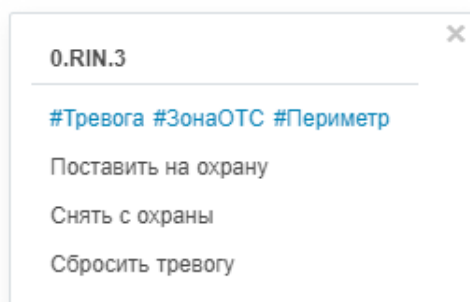 0.RIN.3
#Тревога #ЗонаОТС #Периметр
Поставить на охрану
Снять с охраны
Сбросить тревогу